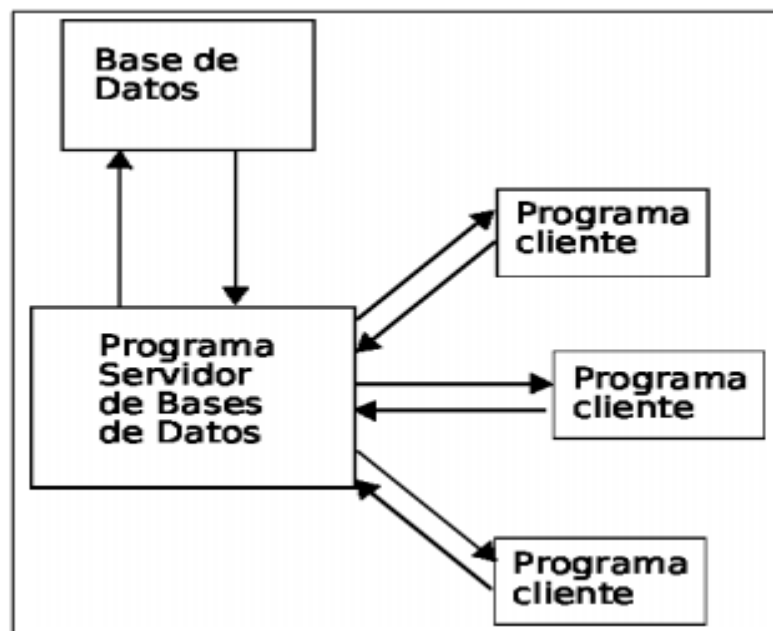 Base de
Datos
Programa
cliente
Programa
Servidor
de Bases
de Datos
Programa
cliente
Programa
cliente